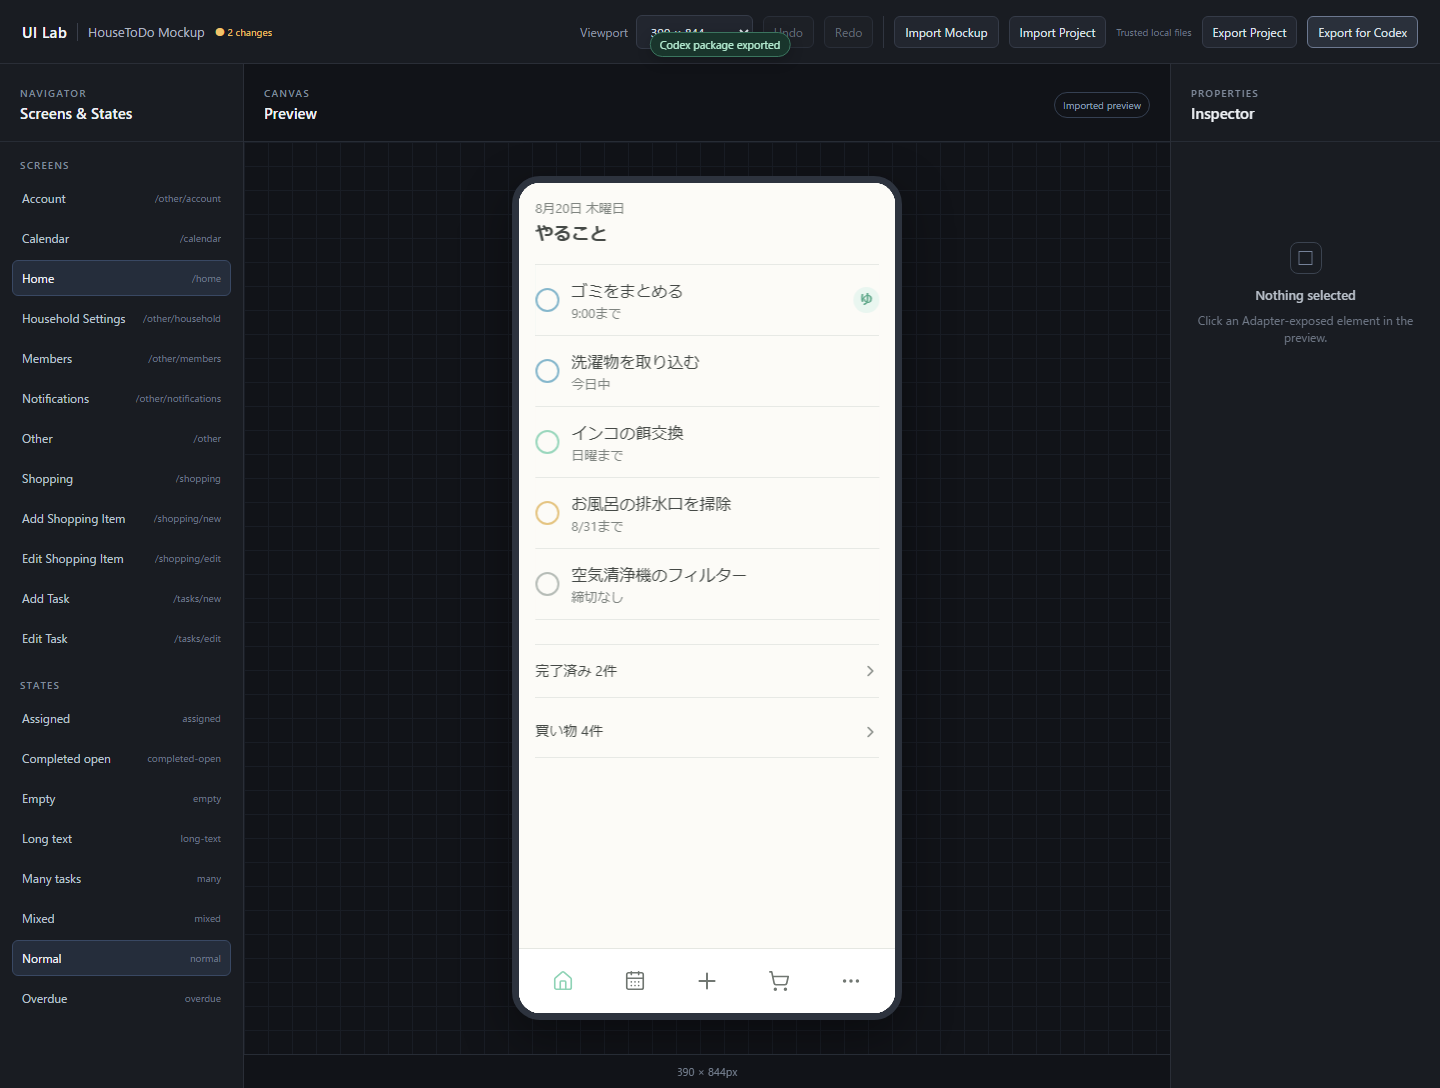 UI Lab
HouseToDo Mockup
2 changes
Viewport
Undo
Redo
Import Mockup
Import Project
Trusted local files
Export Project
Export for Codex
Codex package exported
NAVIGATOR
Screens & States
SCREENS
Account /other/account
Calendar /calendar
Home /home
Household Settings /other/household
Members /other/members
Notifications /other/notifications
Other /other
Shopping /shopping
Add Shopping Item /shopping/new
Edit Shopping Item /shopping/edit
Add Task /tasks/new
Edit Task /tasks/edit
STATES
Assigned assigned
Completed open completed-open
Empty empty
Long text long-text
Many tasks many
Mixed mixed
Normal normal
Overdue overdue
CANVAS
Preview
Imported preview
8月20日 木曜日
やること
ゴミをまとめる
9:00まで
ゆ
洗濯物を取り込む
今日中
インコの餌交換
日曜まで
お風呂の排水口を掃除
8/31まで
空気清浄機のフィルター
締切なし
完了済み 2件
買い物 4件
390 × 844px
PROPERTIES
Inspector
Nothing selected
Click an Adapter-exposed element in the
preview.